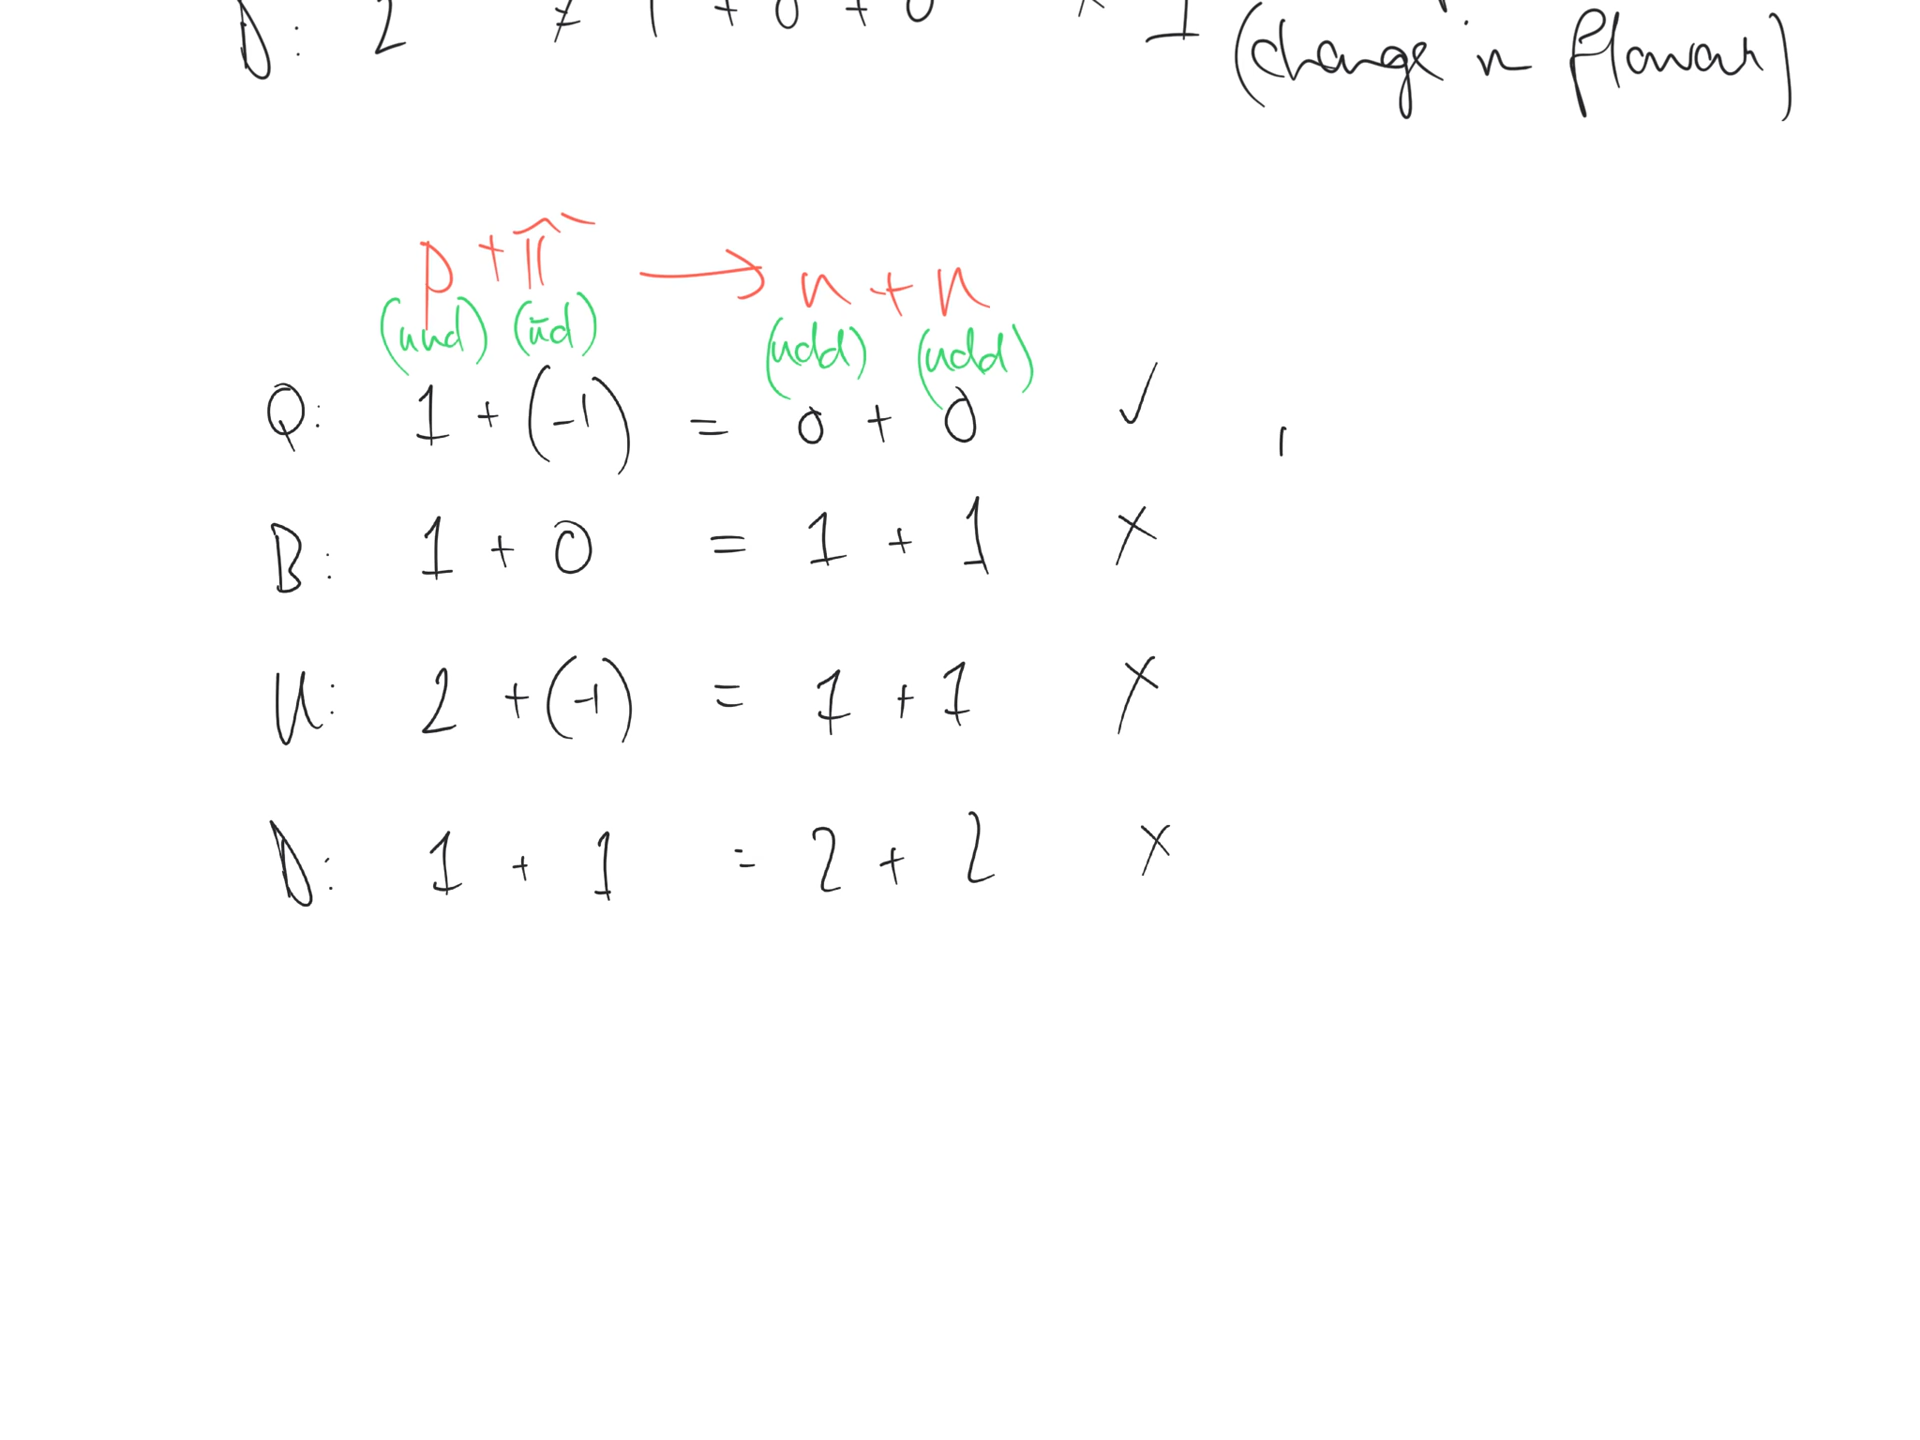 D: 2 ≠ 1 + 0 + 0 × (change in flavour)
p + π⁻ → n + n
(uud) (ūd) (udd) (udd)
Q: 1 + (-1) = 0 + 0 ✓
B: 1 + 0 = 1 + 1 ×
U: 2 + (-1) = 1 + 1 ×
D: 1 + 1 = 2 + 2 ×